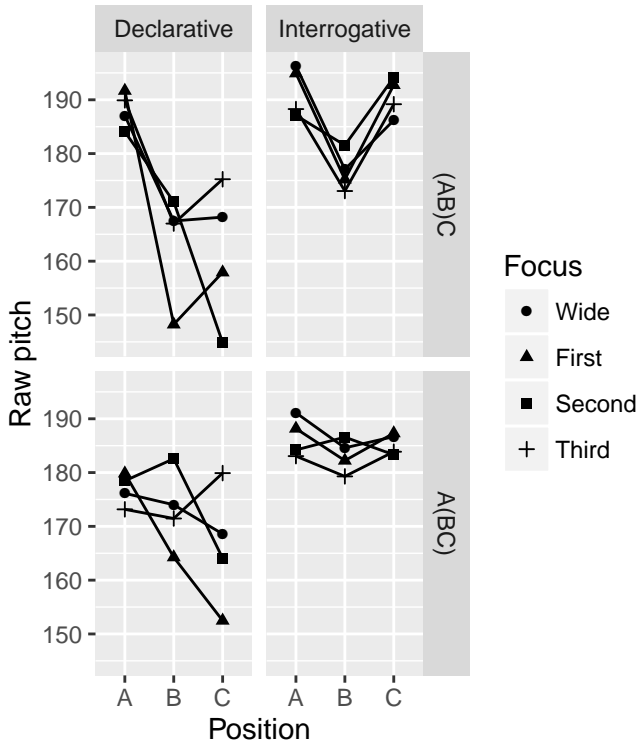 Declarative
Interrogative
190
180
170
160
150
(AB)C
190
180
170
160
150
A(BC)
A
B
C
A
B
C
Position
Raw pitch
Focus
Wide
First
Second
Third